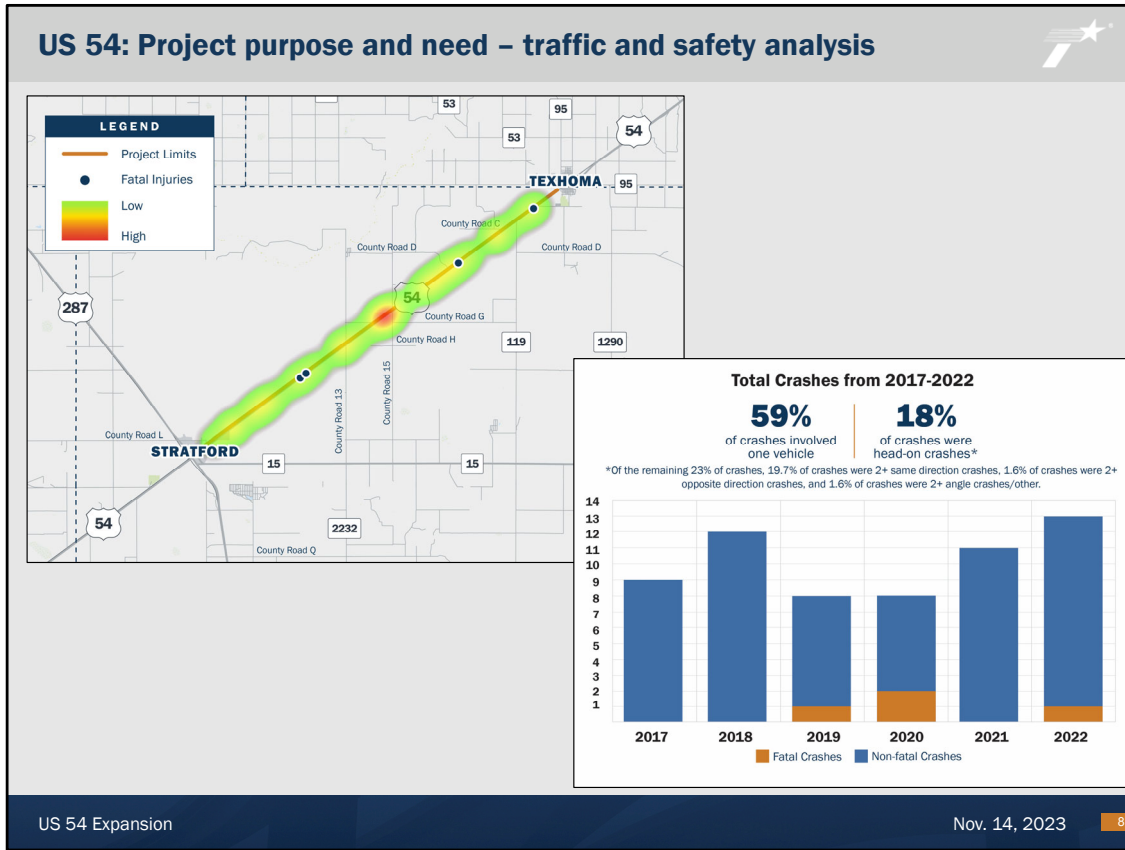 US 54: Project purpose and need – traffic and safety analysis
LEGEND
Project Limits
Fatal Injuries
Low
High
53
95
53
54
TEXHOMA
95
County Road C
County Road D
County Road D
54
287
County Road G
County Road H
119
1290
County Road 13
County Road 15
County Road L
STRATFORD
15
15
54
2232
County Road Q
Total Crashes from 2017-2022
59%
of crashes involved
one vehicle
18%
of crashes were
head-on crashes*
*Of the remaining 23% of crashes, 19.7% of crashes were 2+ same direction crashes, 1.6% of crashes were 2+
opposite direction crashes, and 1.6% of crashes were 2+ angle crashes/other.
14
13
12
11
10
9
8
7
6
5
4
3
2
1
2017
2018
2019
2020
2021
2022
Fatal Crashes
Non-fatal Crashes
US 54 Expansion
Nov. 14, 2023
8